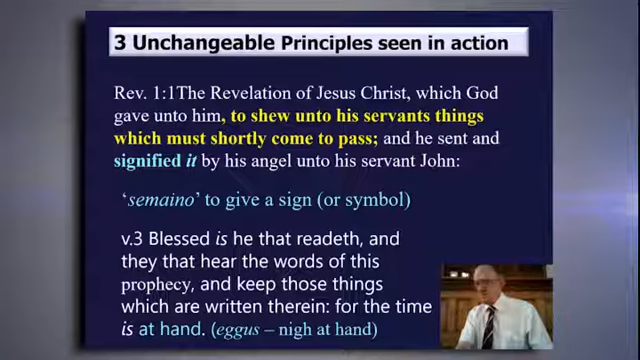 3 Unchangeable Principles seen in action
Rev. 1:1The Revelation of Jesus Christ, which God
gave unto him, to shew unto his servants things
which must shortly come to pass; and he sent and
signified it by his angel unto his servant John:
‘semaino’ to give a sign (or symbol)
v.3 Blessed is he that readeth, and
they that hear the words of this
prophecy, and keep those things
which are written therein: for the time
is at hand. (eggus – nigh at hand)